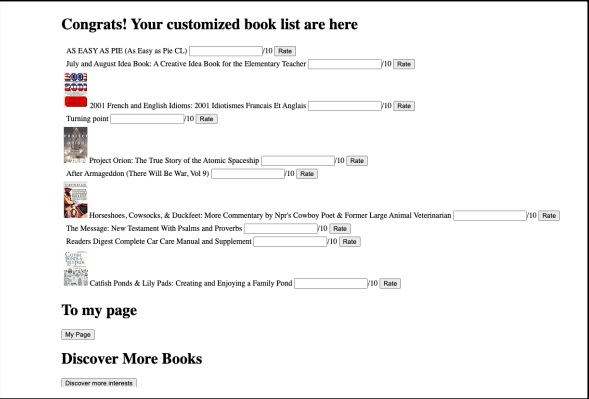 Congrats! Your customized book list are here
AS EASY AS PIE (As Easy as Pie CL) /10 Rate
July and August Idea Book: A Creative Idea Book for the Elementary Teacher /10 Rate
2001
2001 French and English Idioms: 2001 Idiotismes Francais Et Anglais /10 Rate
Turning point /10 Rate
PROJECT
ORION
Project Orion: The True Story of the Atomic Spaceship /10 Rate
After Armageddon (There Will Be War, Vol 9) /10 Rate
Horseshoes, Cowsocks, & Duckfeet: More Commentary by Npr's Cowboy Poet & Former Large Animal Veterinarian /10 Rate
The Message: New Testament With Psalms and Proverbs /10 Rate
Readers Digest Complete Car Care Manual and Supplement /10 Rate
CATFISH
PONDS &
LILY PADS
Catfish Ponds & Lily Pads: Creating and Enjoying a Family Pond /10 Rate
To my page
My Page
Discover More Books
Discover more interests